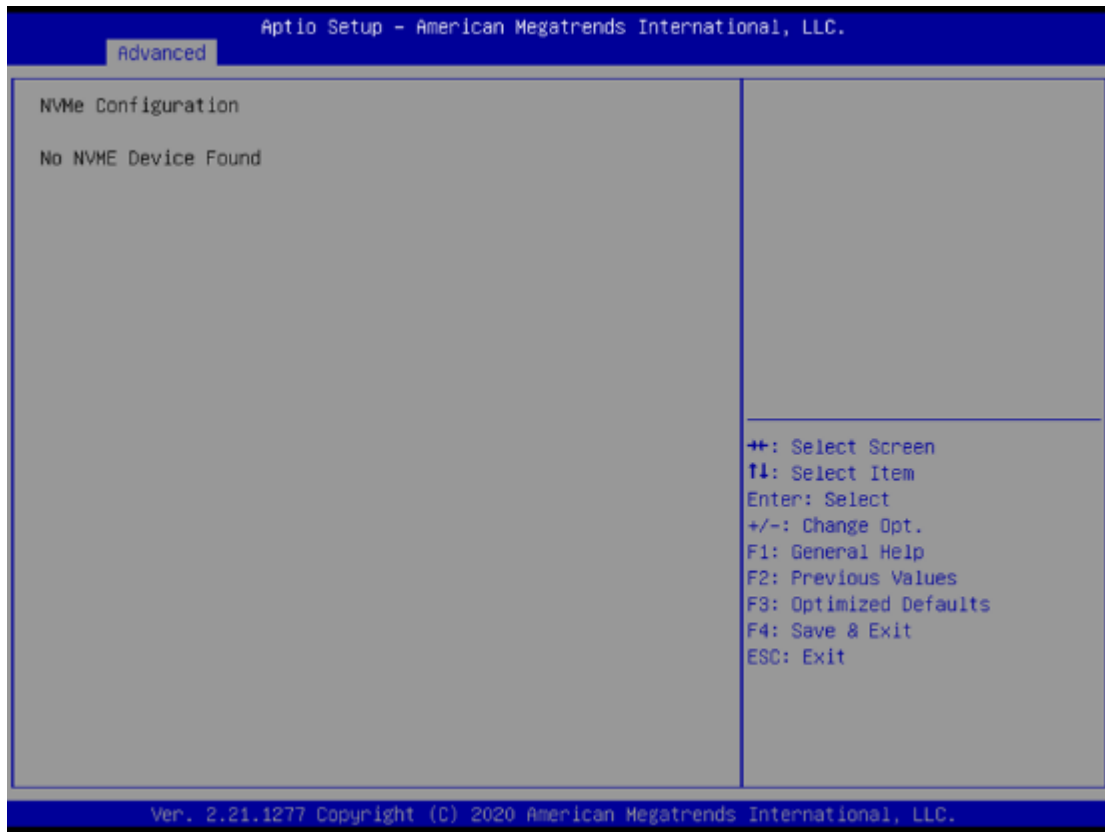 Aptio Setup – American Megatrends International, LLC.
Advanced
NVMe Configuration
No NVME Device Found
→←: Select Screen
↑↓: Select Item
Enter: Select
+/-: Change Opt.
F1: General Help
F2: Previous Values
F3: Optimized Defaults
F4: Save & Exit
ESC: Exit
Ver. 2.21.1277 Copyright (C) 2020 American Megatrends International, LLC.